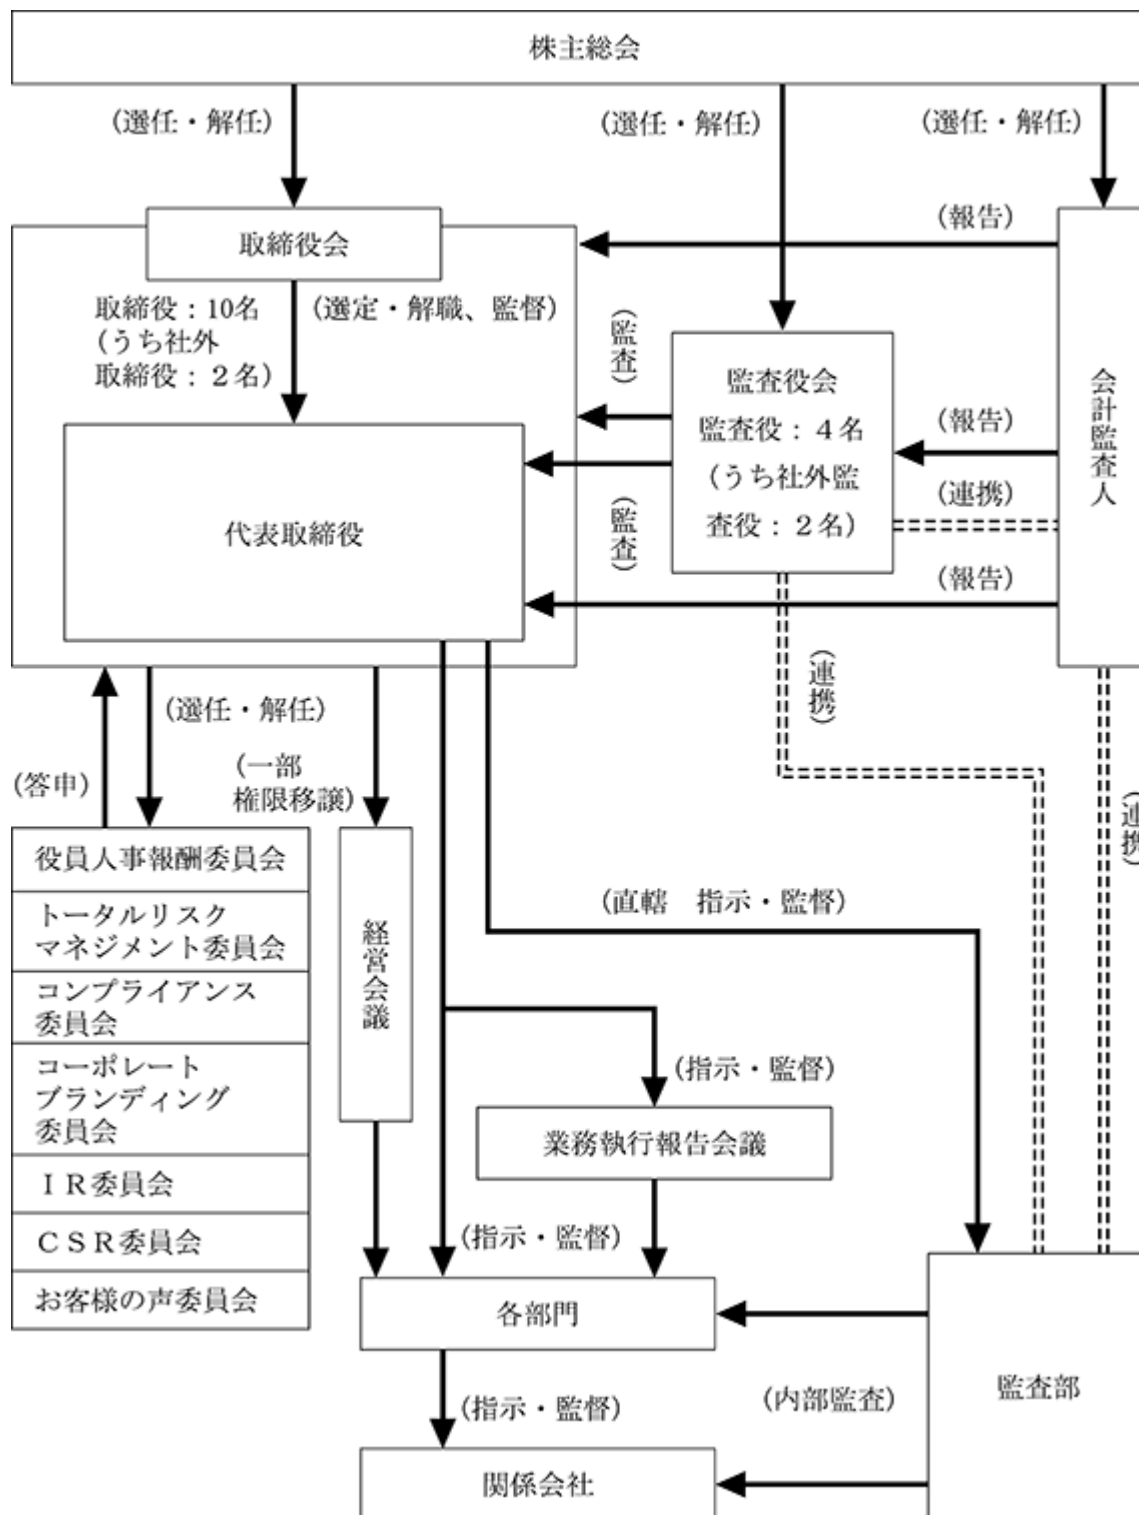 株主総会
(選任・解任)
(選任・解任)
(選任・解任)
取締役会
(報告)
取締役：10名
(うち社外
取締役：２名)
(選定・解職、監督)
(監査)
監査役会
監査役：４名
(うち社外監
査役：２名)
会計監査人
(報告)
(連携)
代表取締役
(監査)
(報告)
(連携)
(選任・解任)
(答申)
(一部
権限移譲)
(連携)
役員人事報酬委員会
トータルリスク
マネジメント委員会
コンプライアンス
委員会
コーポレート
ブランディング
委員会
ＩＲ委員会
ＣＳＲ委員会
お客様の声委員会
経営会議
(直轄　指示・監督)
(指示・監督)
業務執行報告会議
(指示・監督)
各部門
(指示・監督)
(内部監査)
監査部
関係会社